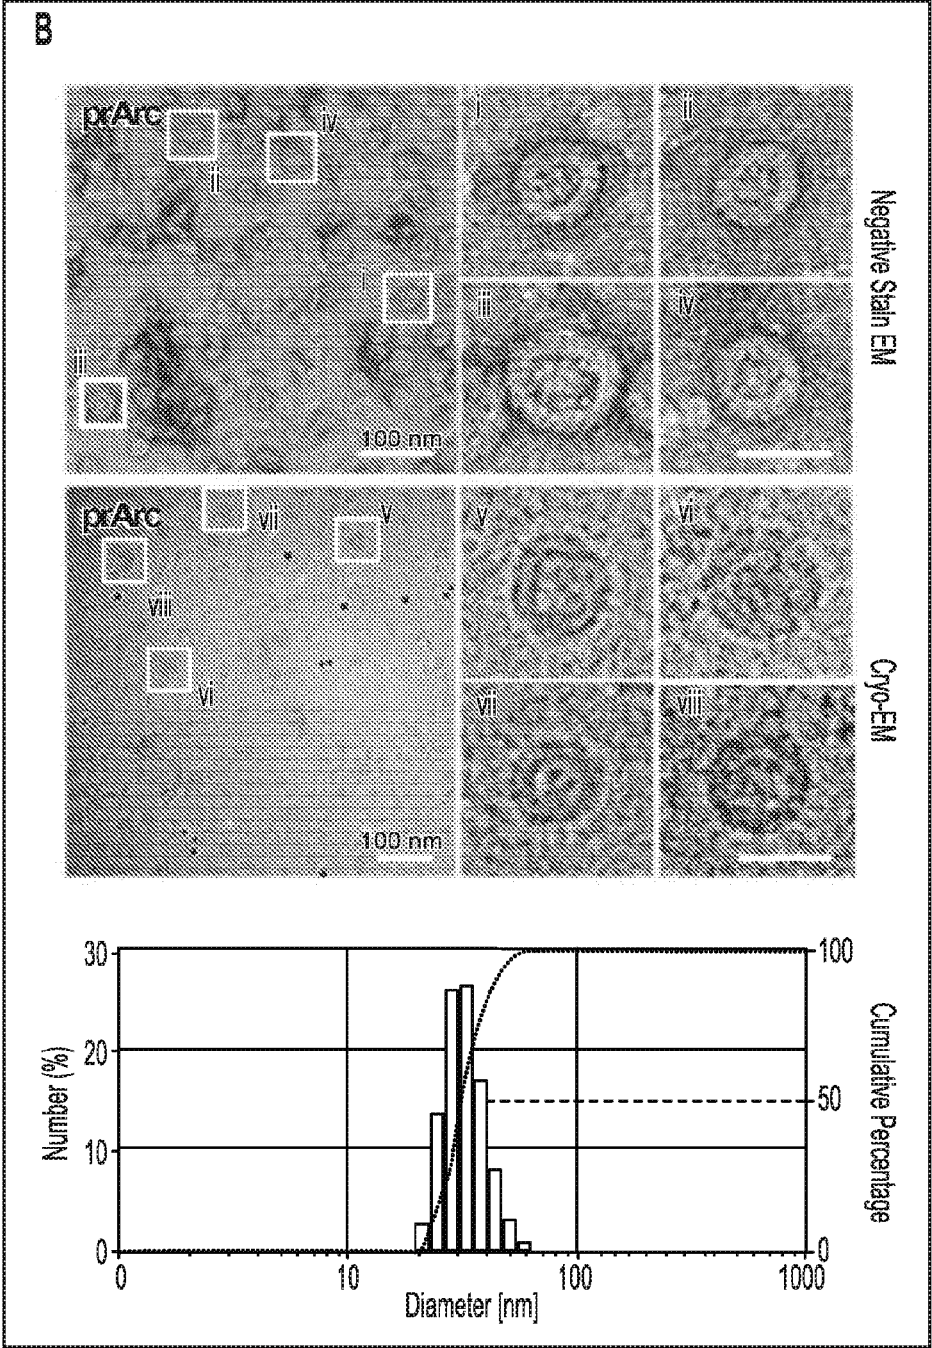 B
prArc
iv
ii
i
iii
100 nm
i
ii
iii
iv
Negative Stain EM
prArc
vii
v
viii
vi
100 nm
v
vi
vii
viii
Cryo-EM
30
20
10
0
Number (%)
100
50
0
Cumulative Percentage
0
10
100
1000
Diameter [nm]